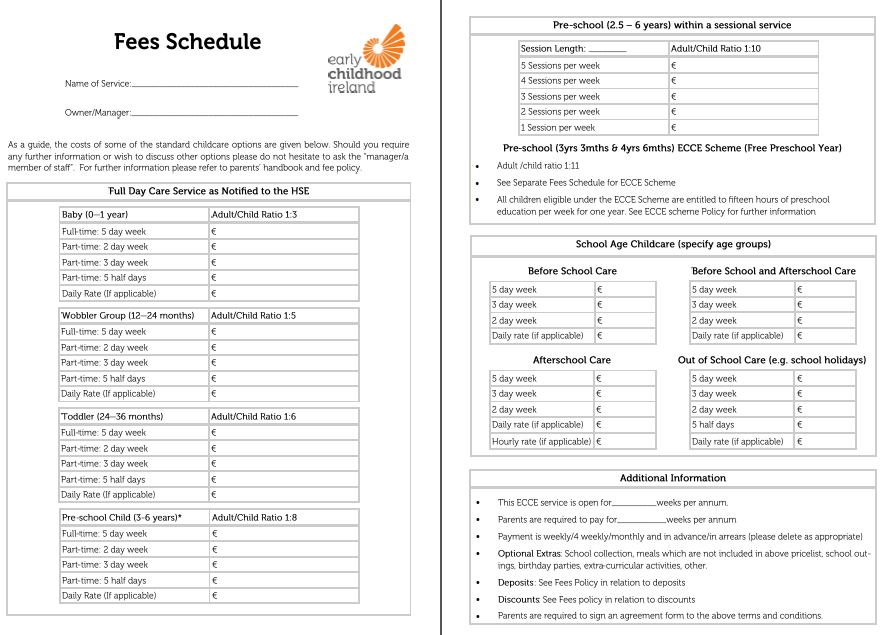 Fees Schedule
early
childhood
ireland
Name of Service:
Owner/Manager:
As a guide, the costs of some of the standard childcare options are given below. Should you require
any further information or wish to discuss other options please do not hesitate to ask the “manager/a
member of staff”. For further information please refer to parents’ handbook and fee policy.
Full Day Care Service as Notified to the HSE
Baby (0—1 year) Adult/Child Ratio 1:3
Full-time: 5 day week €
Part-time: 2 day week €
Part-time: 3 day week €
Part-time: 5 half days €
Daily Rate (If applicable) €
Wobbler Group (12—24 months) Adult/Child Ratio 1:5
Full-time: 5 day week €
Part-time: 2 day week €
Part-time: 3 day week €
Part-time: 5 half days €
Daily Rate (If applicable) €
Toddler (24—36 months) Adult/Child Ratio 1:6
Full-time: 5 day week €
Part-time: 2 day week €
Part-time: 3 day week €
Part-time: 5 half days €
Daily Rate (If applicable) €
Pre-school Child (3-6 years)* Adult/Child Ratio 1:8
Full-time: 5 day week €
Part-time: 2 day week €
Part-time: 3 day week €
Part-time: 5 half days €
Daily Rate (If applicable) €
Pre-school (2.5 – 6 years) within a sessional service
Session Length: ________ Adult/Child Ratio 1:10
5 Sessions per week €
4 Sessions per week €
3 Sessions per week €
2 Sessions per week €
1 Session per week €
Pre-school (3yrs 3mths & 4yrs 6mths) ECCE Scheme (Free Preschool Year)
• Adult /child ratio 1:11
• See Separate Fees Schedule for ECCE Scheme
• All children eligible under the ECCE Scheme are entitled to fifteen hours of preschool
education per week for one year. See ECCE scheme Policy for further information
School Age Childcare (specify age groups)
Before School Care
5 day week €
3 day week €
2 day week €
Daily rate (if applicable) €
Before School and Afterschool Care
5 day week €
3 day week €
2 day week €
Daily rate (if applicable) €
Afterschool Care
5 day week €
3 day week €
2 day week €
Daily rate (if applicable) €
Hourly rate (if applicable) €
Out of School Care (e.g. school holidays)
5 day week €
3 day week €
2 day week €
5 half days €
Daily rate (if applicable) €
Additional Information
• This ECCE service is open for_________weeks per annum.
• Parents are required to pay for__________weeks per annum
• Payment is weekly/4 weekly/monthly and in advance/in arrears (please delete as appropriate)
• Optional Extras: School collection, meals which are not included in above pricelist, school out-
ings, birthday parties, extra-curricular activities, other.
• Deposits: See Fees Policy in relation to deposits
• Discounts: See Fees policy in relation to discounts
• Parents are required to sign an agreement form to the above terms and conditions.